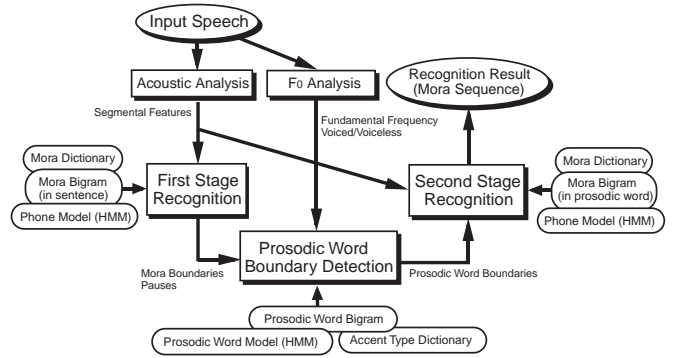 Input Speech
Acoustic Analysis
F0 Analysis
Recognition Result
(Mora Sequence)
Segmental Features
Fundamental Frequency
Voiced/Voiceless
Mora Dictionary
Mora Bigram
(in sentence)
Phone Model (HMM)
First Stage
Recognition
Second Stage
Recognition
Mora Dictionary
Mora Bigram
(in prosodic word)
Phone Model (HMM)
Mora Boundaries
Pauses
Prosodic Word
Boundary Detection
Prosodic Word Boundaries
Prosodic Word Bigram
Prosodic Word Model (HMM)
Accent Type Dictionary